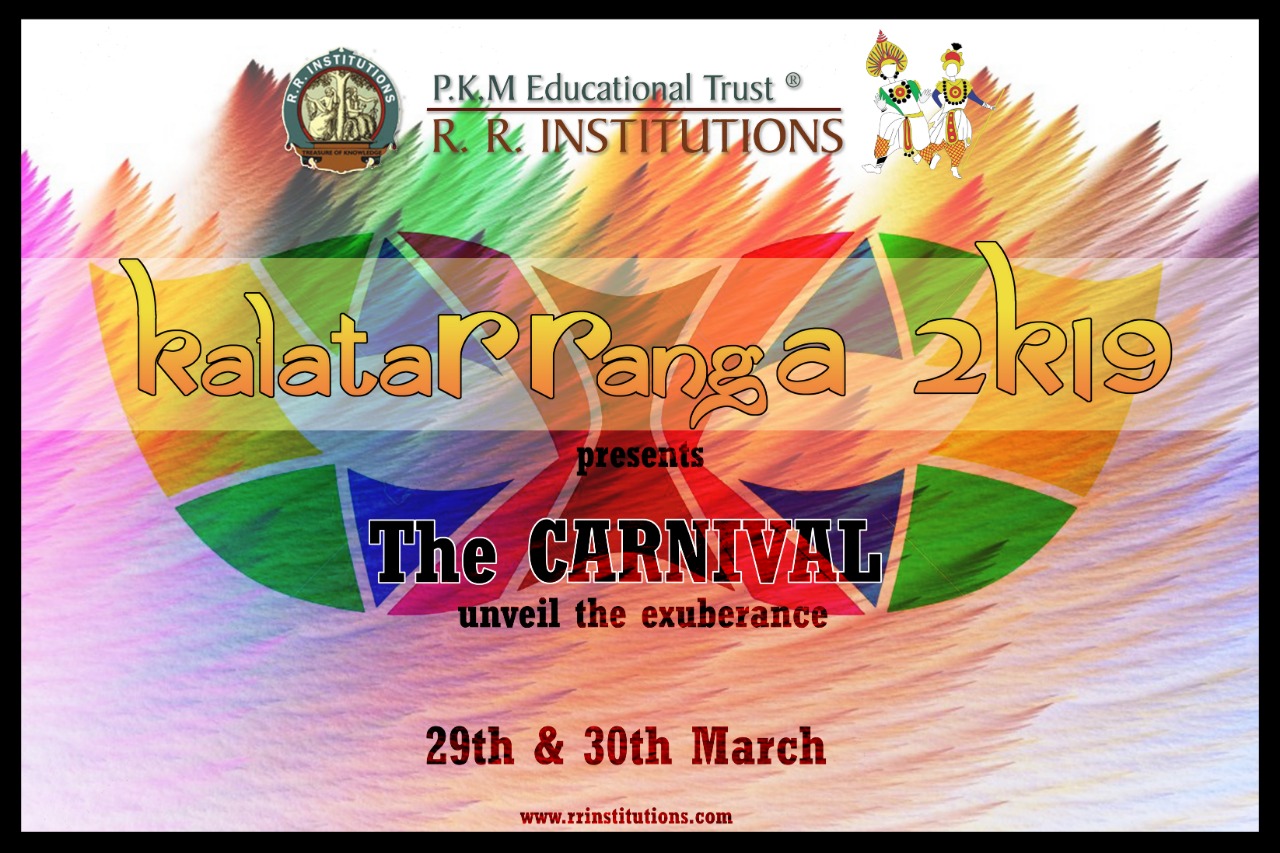 R.R. INSTITUTIONS
TREASURE OF KNOWLEDGE
P.K.M Educational Trust ®
R. R. INSTITUTIONS
kalatarranga 2k19
presents
The CARNIVAL
unveil the exuberance
29th & 30th March
www.rrinstitutions.com